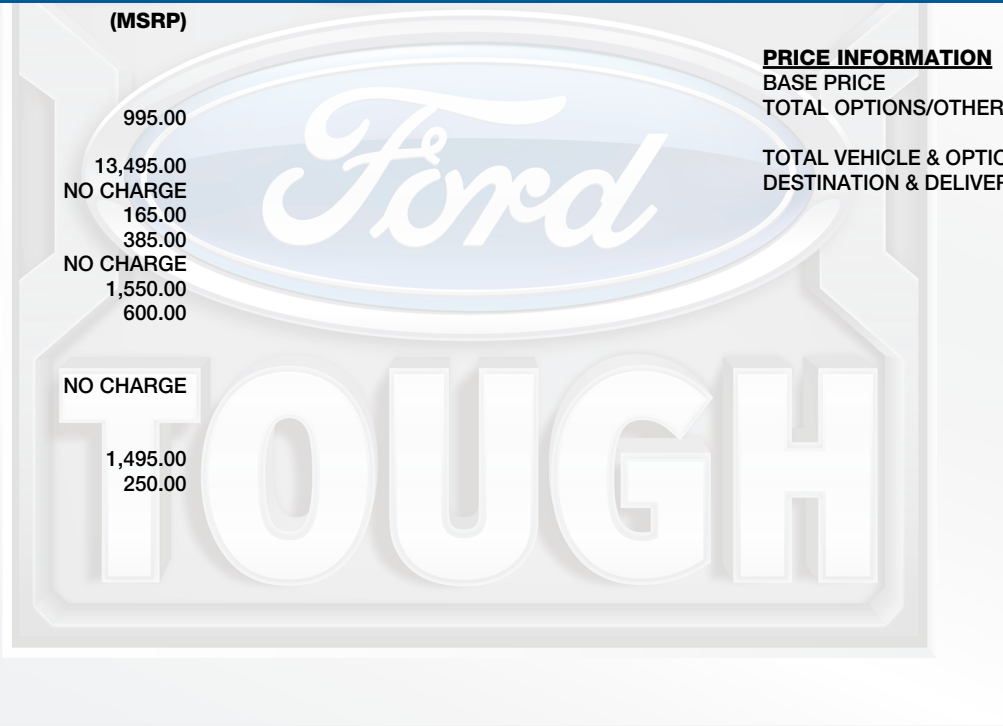 (MSRP)
995.00
13,495.00
NO CHARGE
165.00
385.00
NO CHARGE
1,550.00
600.00
NO CHARGE
1,495.00
250.00
PRICE INFORMATION
BASE PRICE
TOTAL OPTIONS/OTHER
TOTAL VEHICLE & OPTIO
DESTINATION & DELIVER
Ford
TOUGH